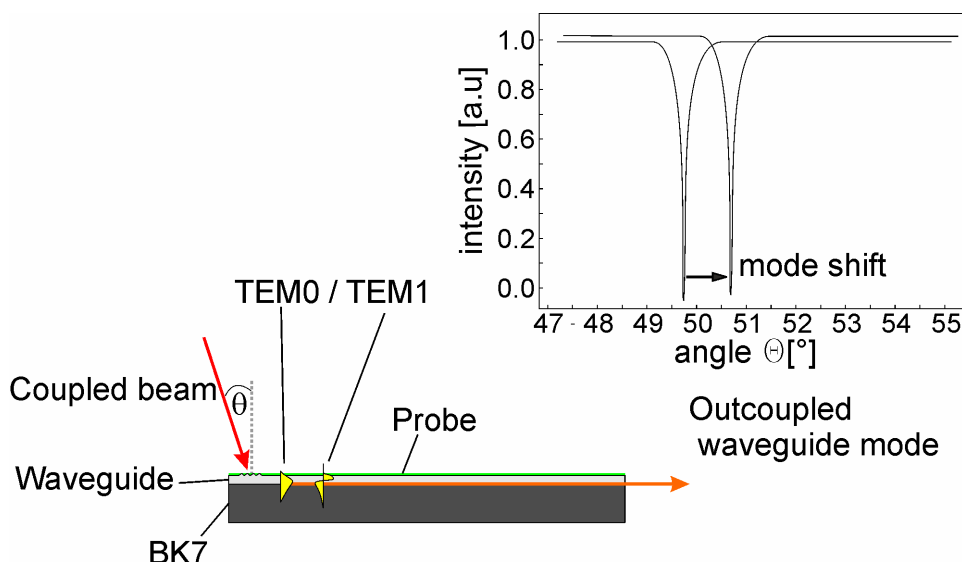 1.0
0.8
0.6
0.4
0.2
0.0
intensity [a.u]
mode shift
47 - 48 49 50 51 52 53 54 55
angle Θ[°]
TEM0 / TEM1
Coupled beam
θ
Probe
Outcoupled
waveguide mode
Waveguide
BK7